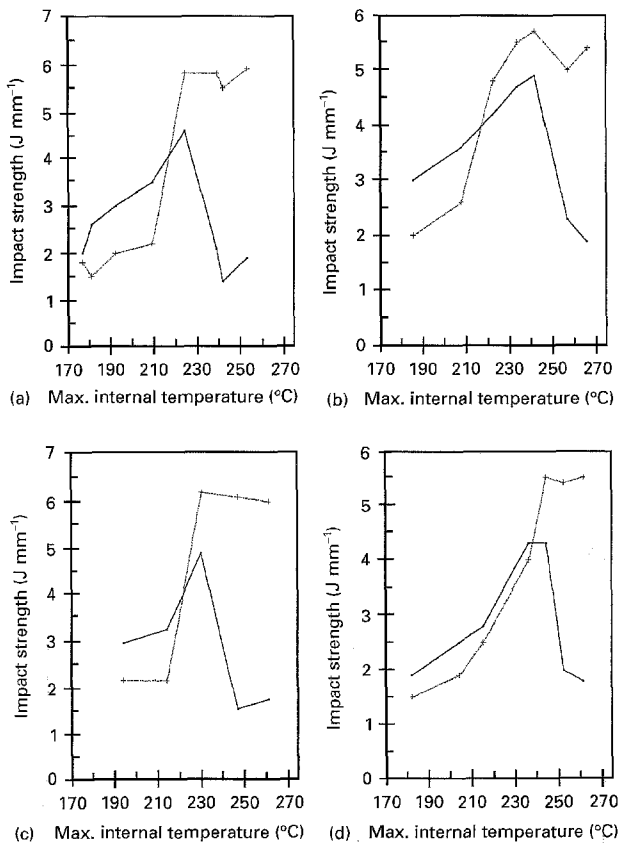 7
6
5
4
3
2
1
0
Impact strength (J mm⁻¹)
170 190 210 230 250 270
(a) Max. internal temperature (°C)
6
5
4
3
2
1
0
Impact strength (J mm⁻¹)
170 190 210 230 250 270
(b) Max. internal temperature (°C)
7
6
5
4
3
2
1
0
Impact strength (J mm⁻¹)
170 190 210 230 250 270
(c) Max. internal temperature (°C)
6
5
4
3
2
1
0
Impact strength (J mm⁻¹)
170 190 210 230 250 270
(d) Max. internal temperature (°C)